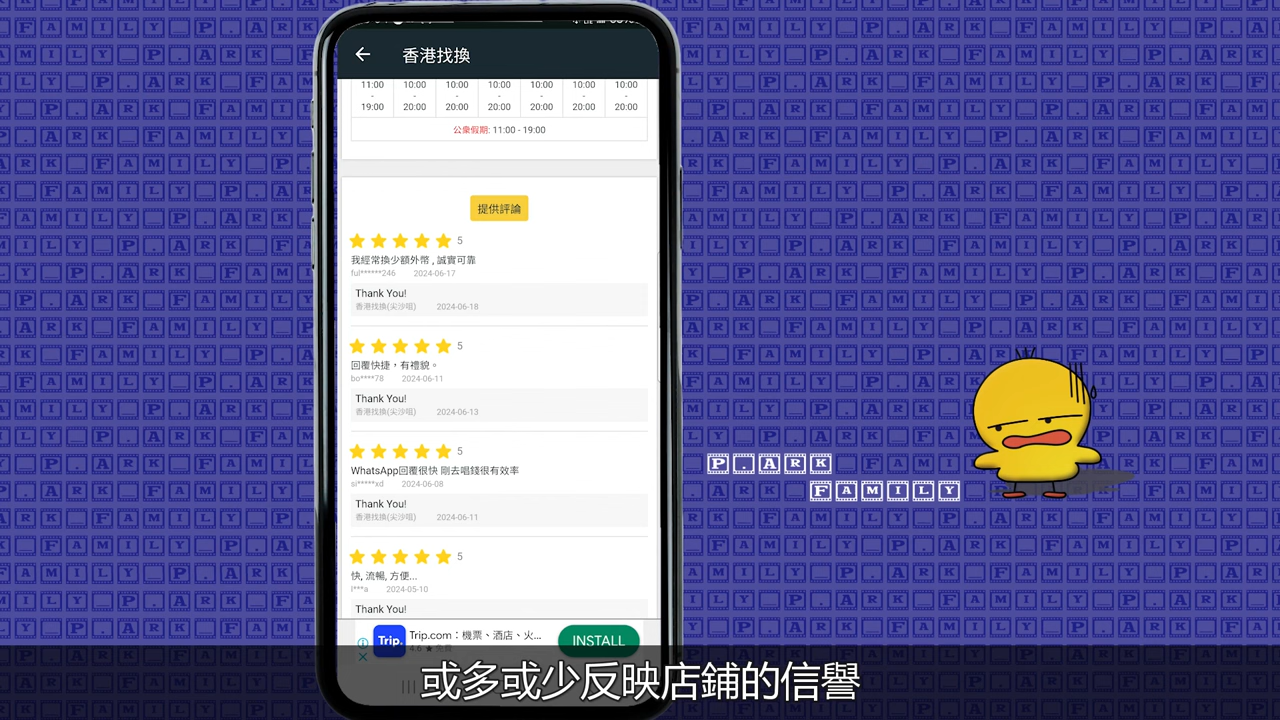 香港找換
11:00 10:00 10:00 10:00 10:00 10:00 10:00
- - - - - - -
19:00 20:00 20:00 20:00 20:00 20:00 20:00
公眾假期: 11:00 - 19:00
提供評論
5
我經常換少額外幣 , 誠實可靠
ful******246 2024-06-17
Thank You!
香港找換(尖沙咀) 2024-06-18
5
回覆快捷，有禮貌。
bo****78 2024-06-11
Thank You!
香港找換(尖沙咀) 2024-06-13
5
WhatsApp回覆很快 剛去唱錢很有效率
si*****xd 2024-06-08
Thank You!
香港找換(尖沙咀) 2024-06-11
5
快, 流暢, 方便...
l***a 2024-05-10
Thank You!
Trip.
Trip.com：機票、酒店、火...
4.6 ★ 免費
INSTALL
P.ARK
FAMILY
或多或少反映店鋪的信譽